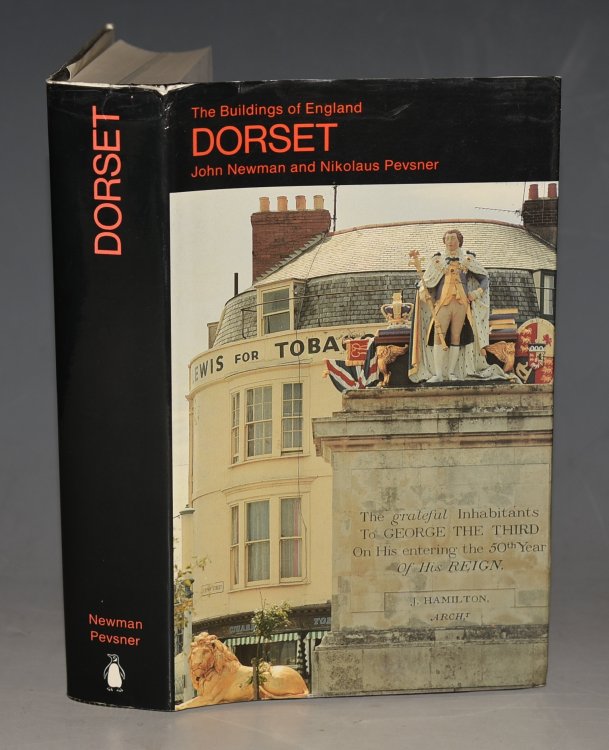 DORSET
Newman
Pevsner
The Buildings of England
DORSET
John Newman and Nikolaus Pevsner
EWIS FOR TOBA
The grateful Inhabitants
To GEORGE THE THIRD
On His entering the 50th Year
Of His REIGN.
J. HAMILTON,
ARCHT